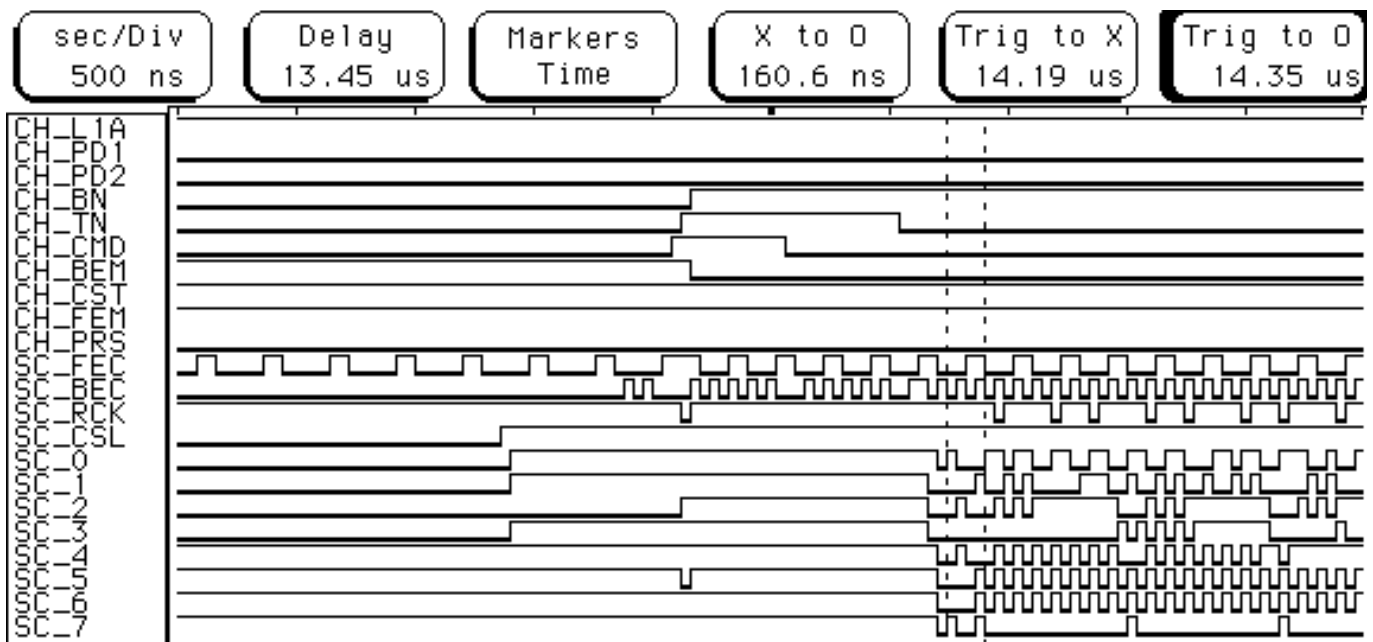 sec/Div Delay Markers X to O Trig to X Trig to O
500 ns 13.45 us Time 160.6 ns 14.19 us 14.35 us
CH_L1A
CH_PD1
CH_PD2
CH_BN
CH_TN
CH_CMD
CH_BEM
CH_CST
CH_FEM
CH_PRS
SC_FEC
SC_BEC
SC_RCK
SC_CSL
SC_0
SC_1
SC_2
SC_3
SC_4
SC_5
SC_6
SC_7